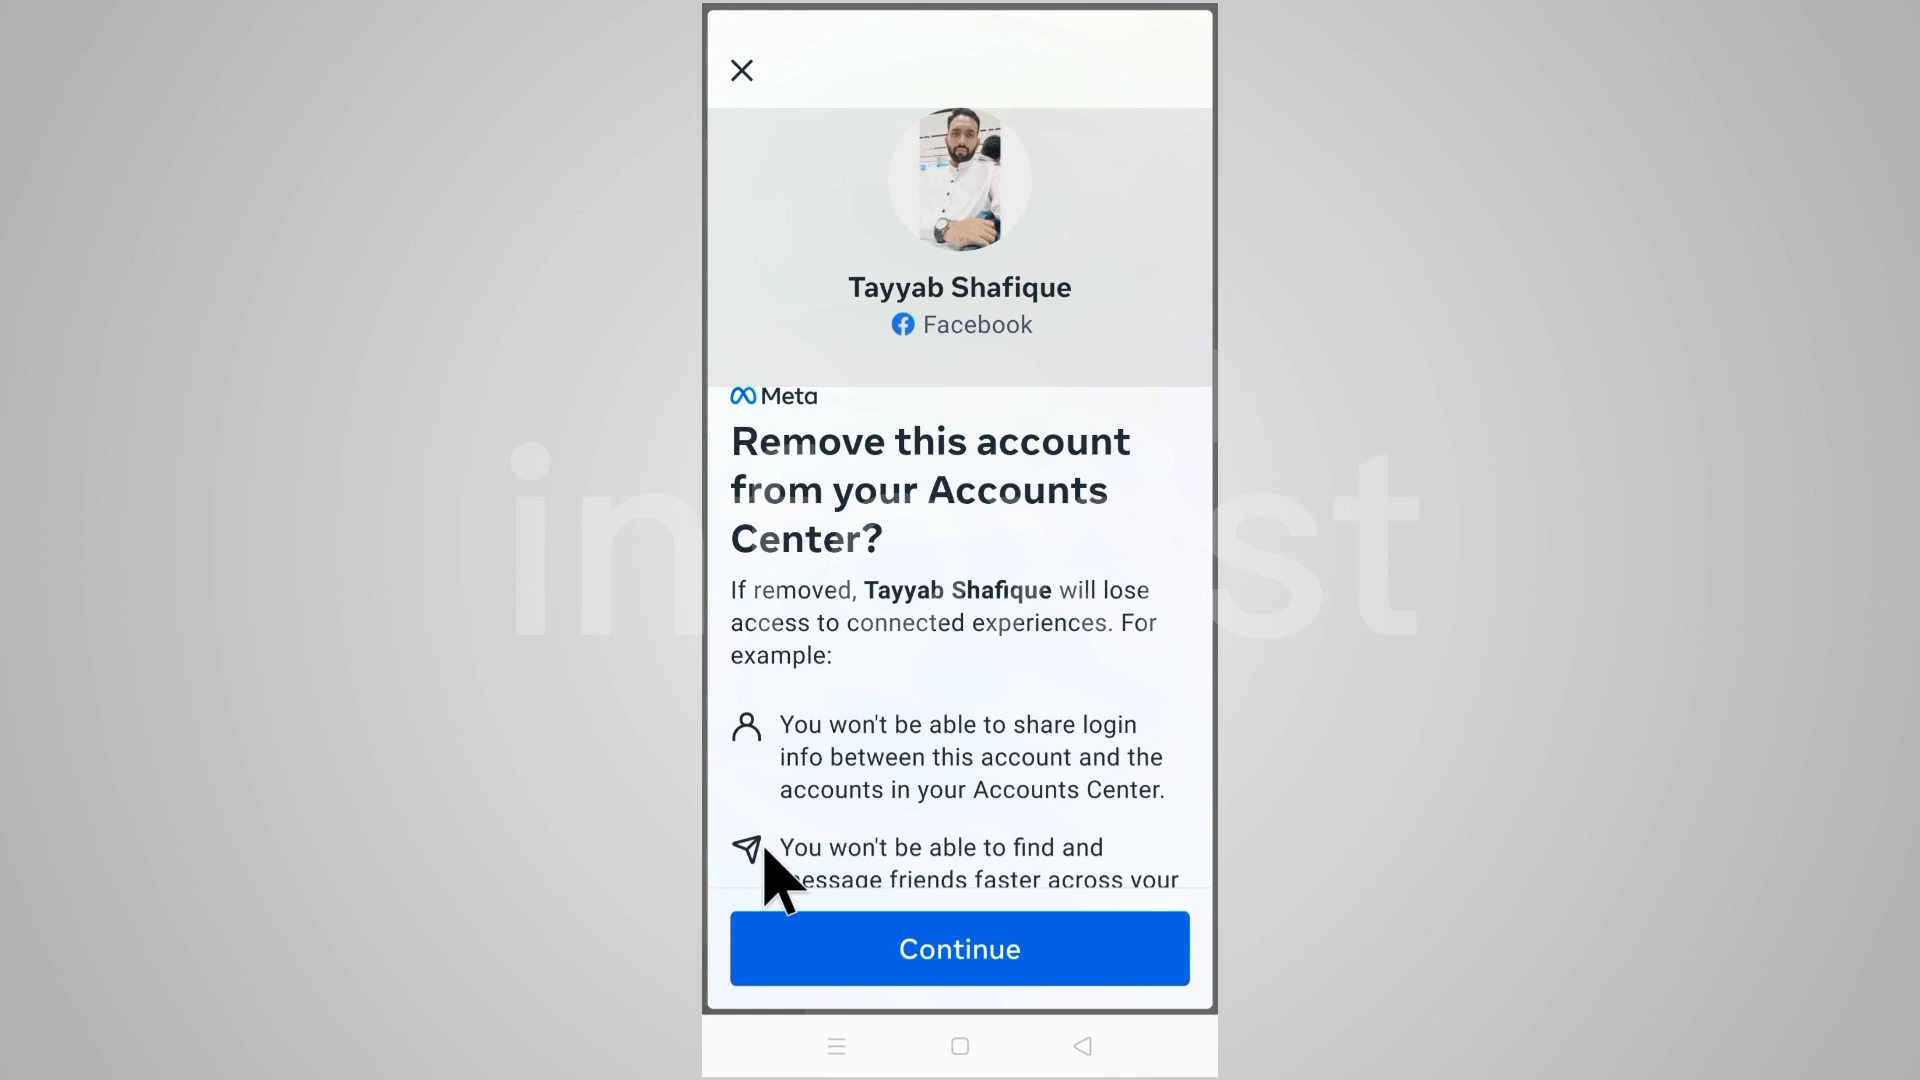 Tayyab Shafique
Facebook
Meta
Remove this account
from your Accounts
Center?
If removed, Tayyab Shafique will lose
access to connected experiences. For
example:
You won't be able to share login
info between this account and the
accounts in your Accounts Center.
You won't be able to find and
message friends faster across your
Continue